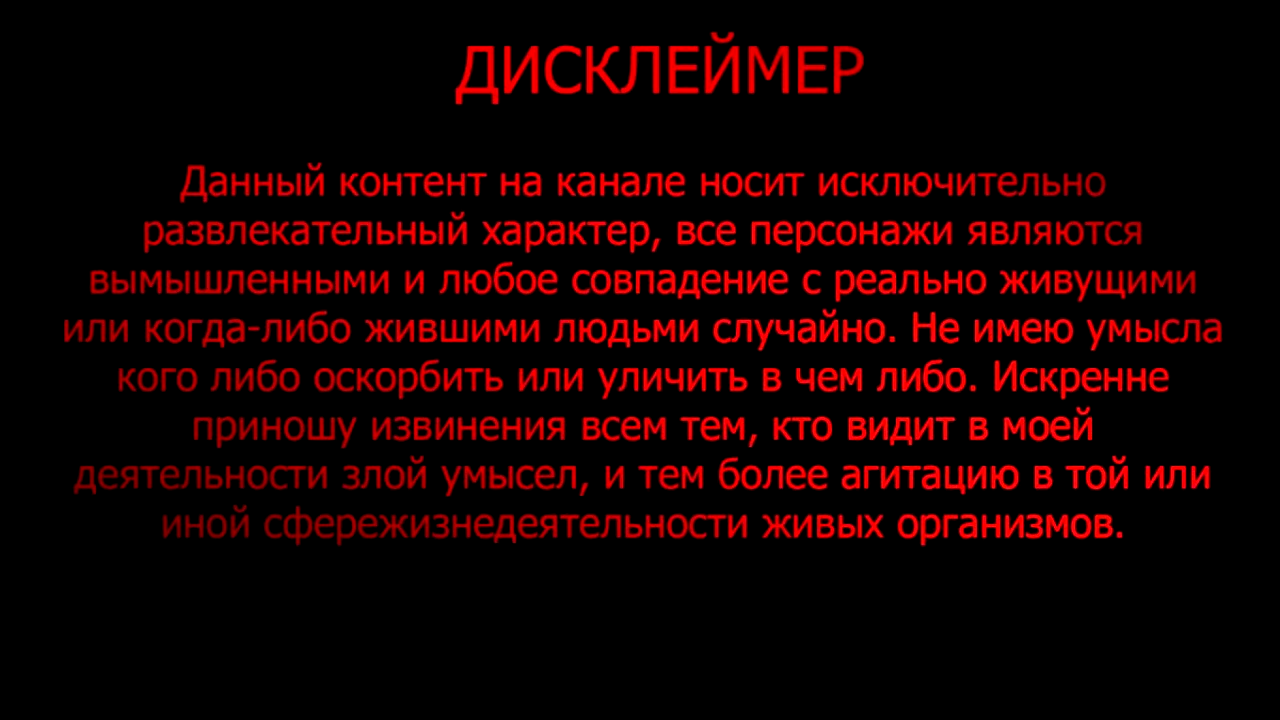 ДИСКЛЕЙМЕР
Данный контент на канале носит исключительно
развлекательный характер, все персонажи являются
вымышленными и любое совпадение с реально живущими
или когда-либо жившими людьми случайно. Не имею умысла
кого либо оскорбить или уличить в чем либо. Искренне
приношу извинения всем тем, кто видит в моей
деятельности злой умысел, и тем более агитацию в той или
иной сфережизнедеятельности живых организмов.